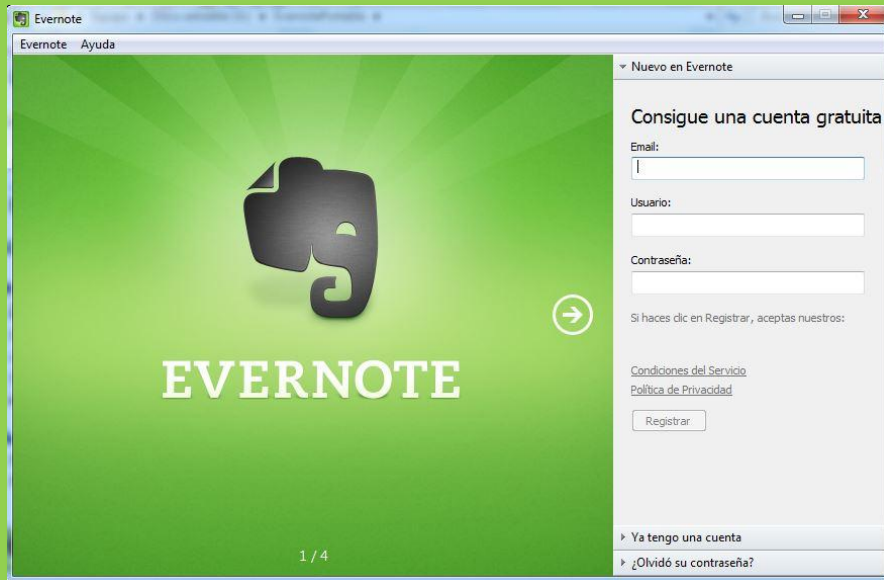 Evernote
Evernote Ayuda
EVERNOTE
1 / 4
Nuevo en Evernote
Consigue una cuenta gratuita
Email:
Usuario:
Contraseña:
Si haces clic en Registrar, aceptas nuestros:
Condiciones del Servicio
Política de Privacidad
Registrar
Ya tengo una cuenta
¿Olvidó su contraseña?